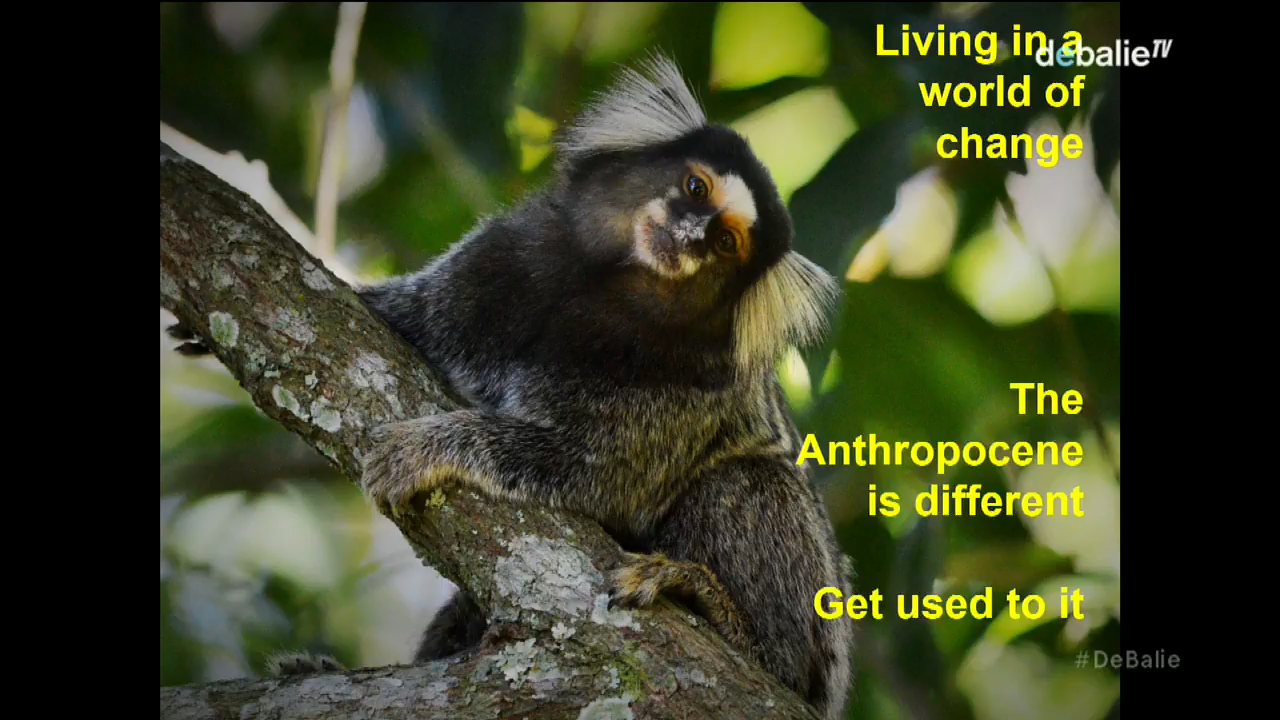 Living in a
debalieTV
world of
change
The
Anthropocene
is different
Get used to it
#DeBalie